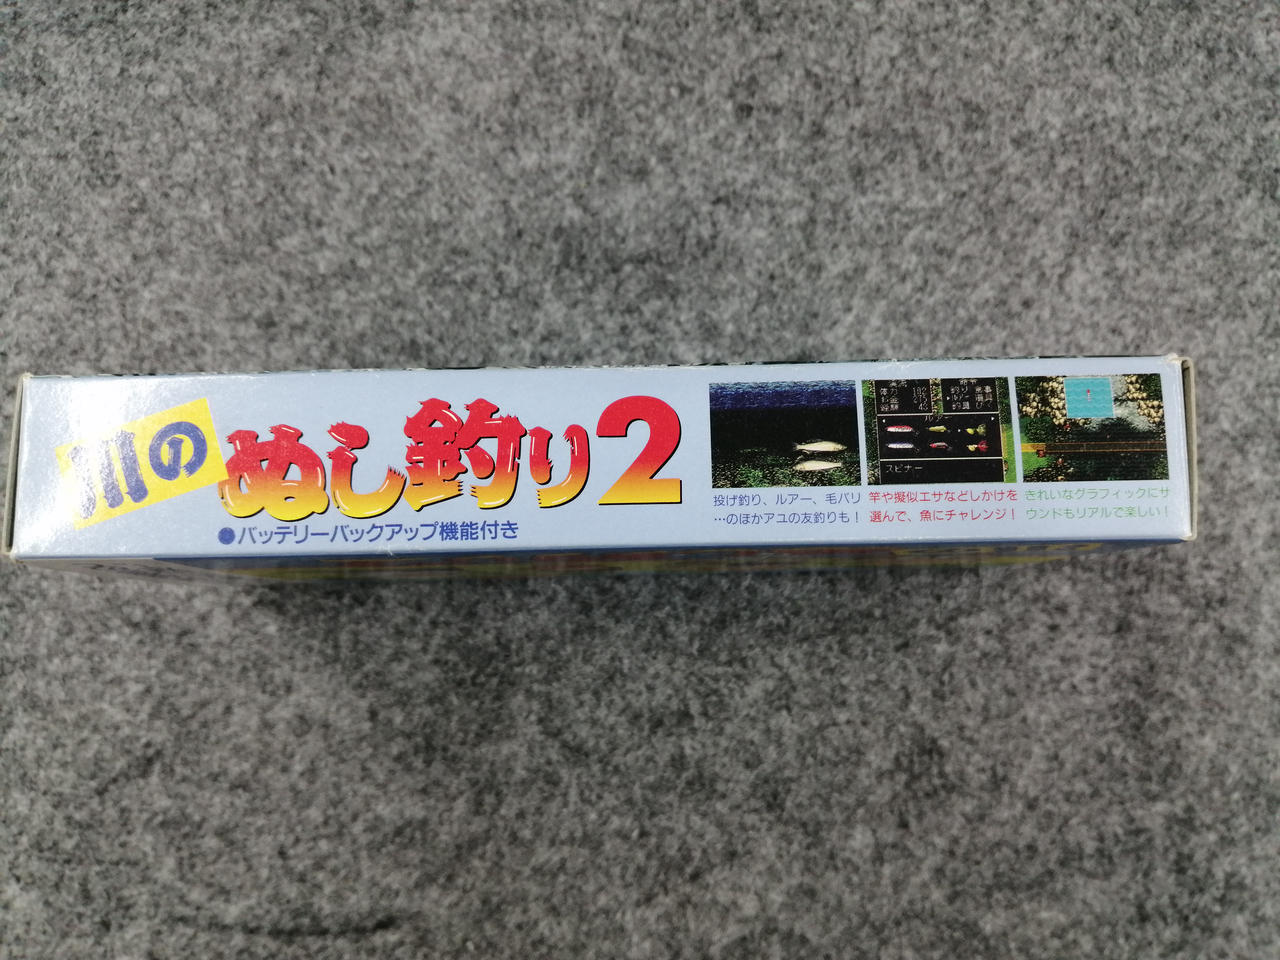 川の
ぬし釣り2
●バッテリーバックアップ機能付き
スピナー
投げ釣り、ルアー、毛バリ
…のほかアユの友釣りも！
竿や擬似エサなどしかけを
選んで、魚にチャレンジ！
きれいなグラフィックにサ
ウンドもリアルで楽しい！